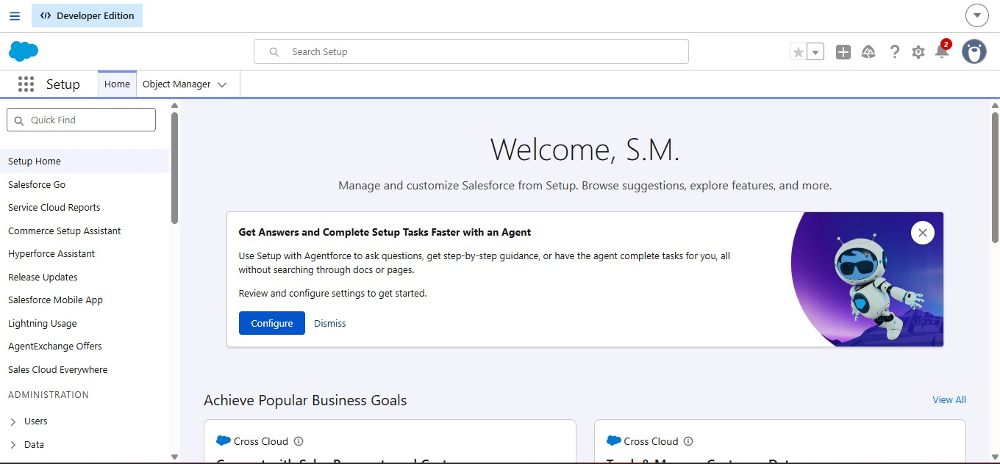 Developer Edition
Search Setup
2
Setup
Home
Object Manager
Quick Find
Setup Home
Salesforce Go
Service Cloud Reports
Commerce Setup Assistant
Hyperforce Assistant
Release Updates
Salesforce Mobile App
Lightning Usage
AgentExchange Offers
Sales Cloud Everywhere
ADMINISTRATION
Users
Data
Welcome, S.M.
Manage and customize Salesforce from Setup. Browse suggestions, explore features, and more.
Get Answers and Complete Setup Tasks Faster with an Agent
Use Setup with Agentforce to ask questions, get step-by-step guidance, or have the agent complete tasks for you, all
without searching through docs or pages.
Review and configure settings to get started.
Configure
Dismiss
Achieve Popular Business Goals
View All
Cross Cloud
Cross Cloud